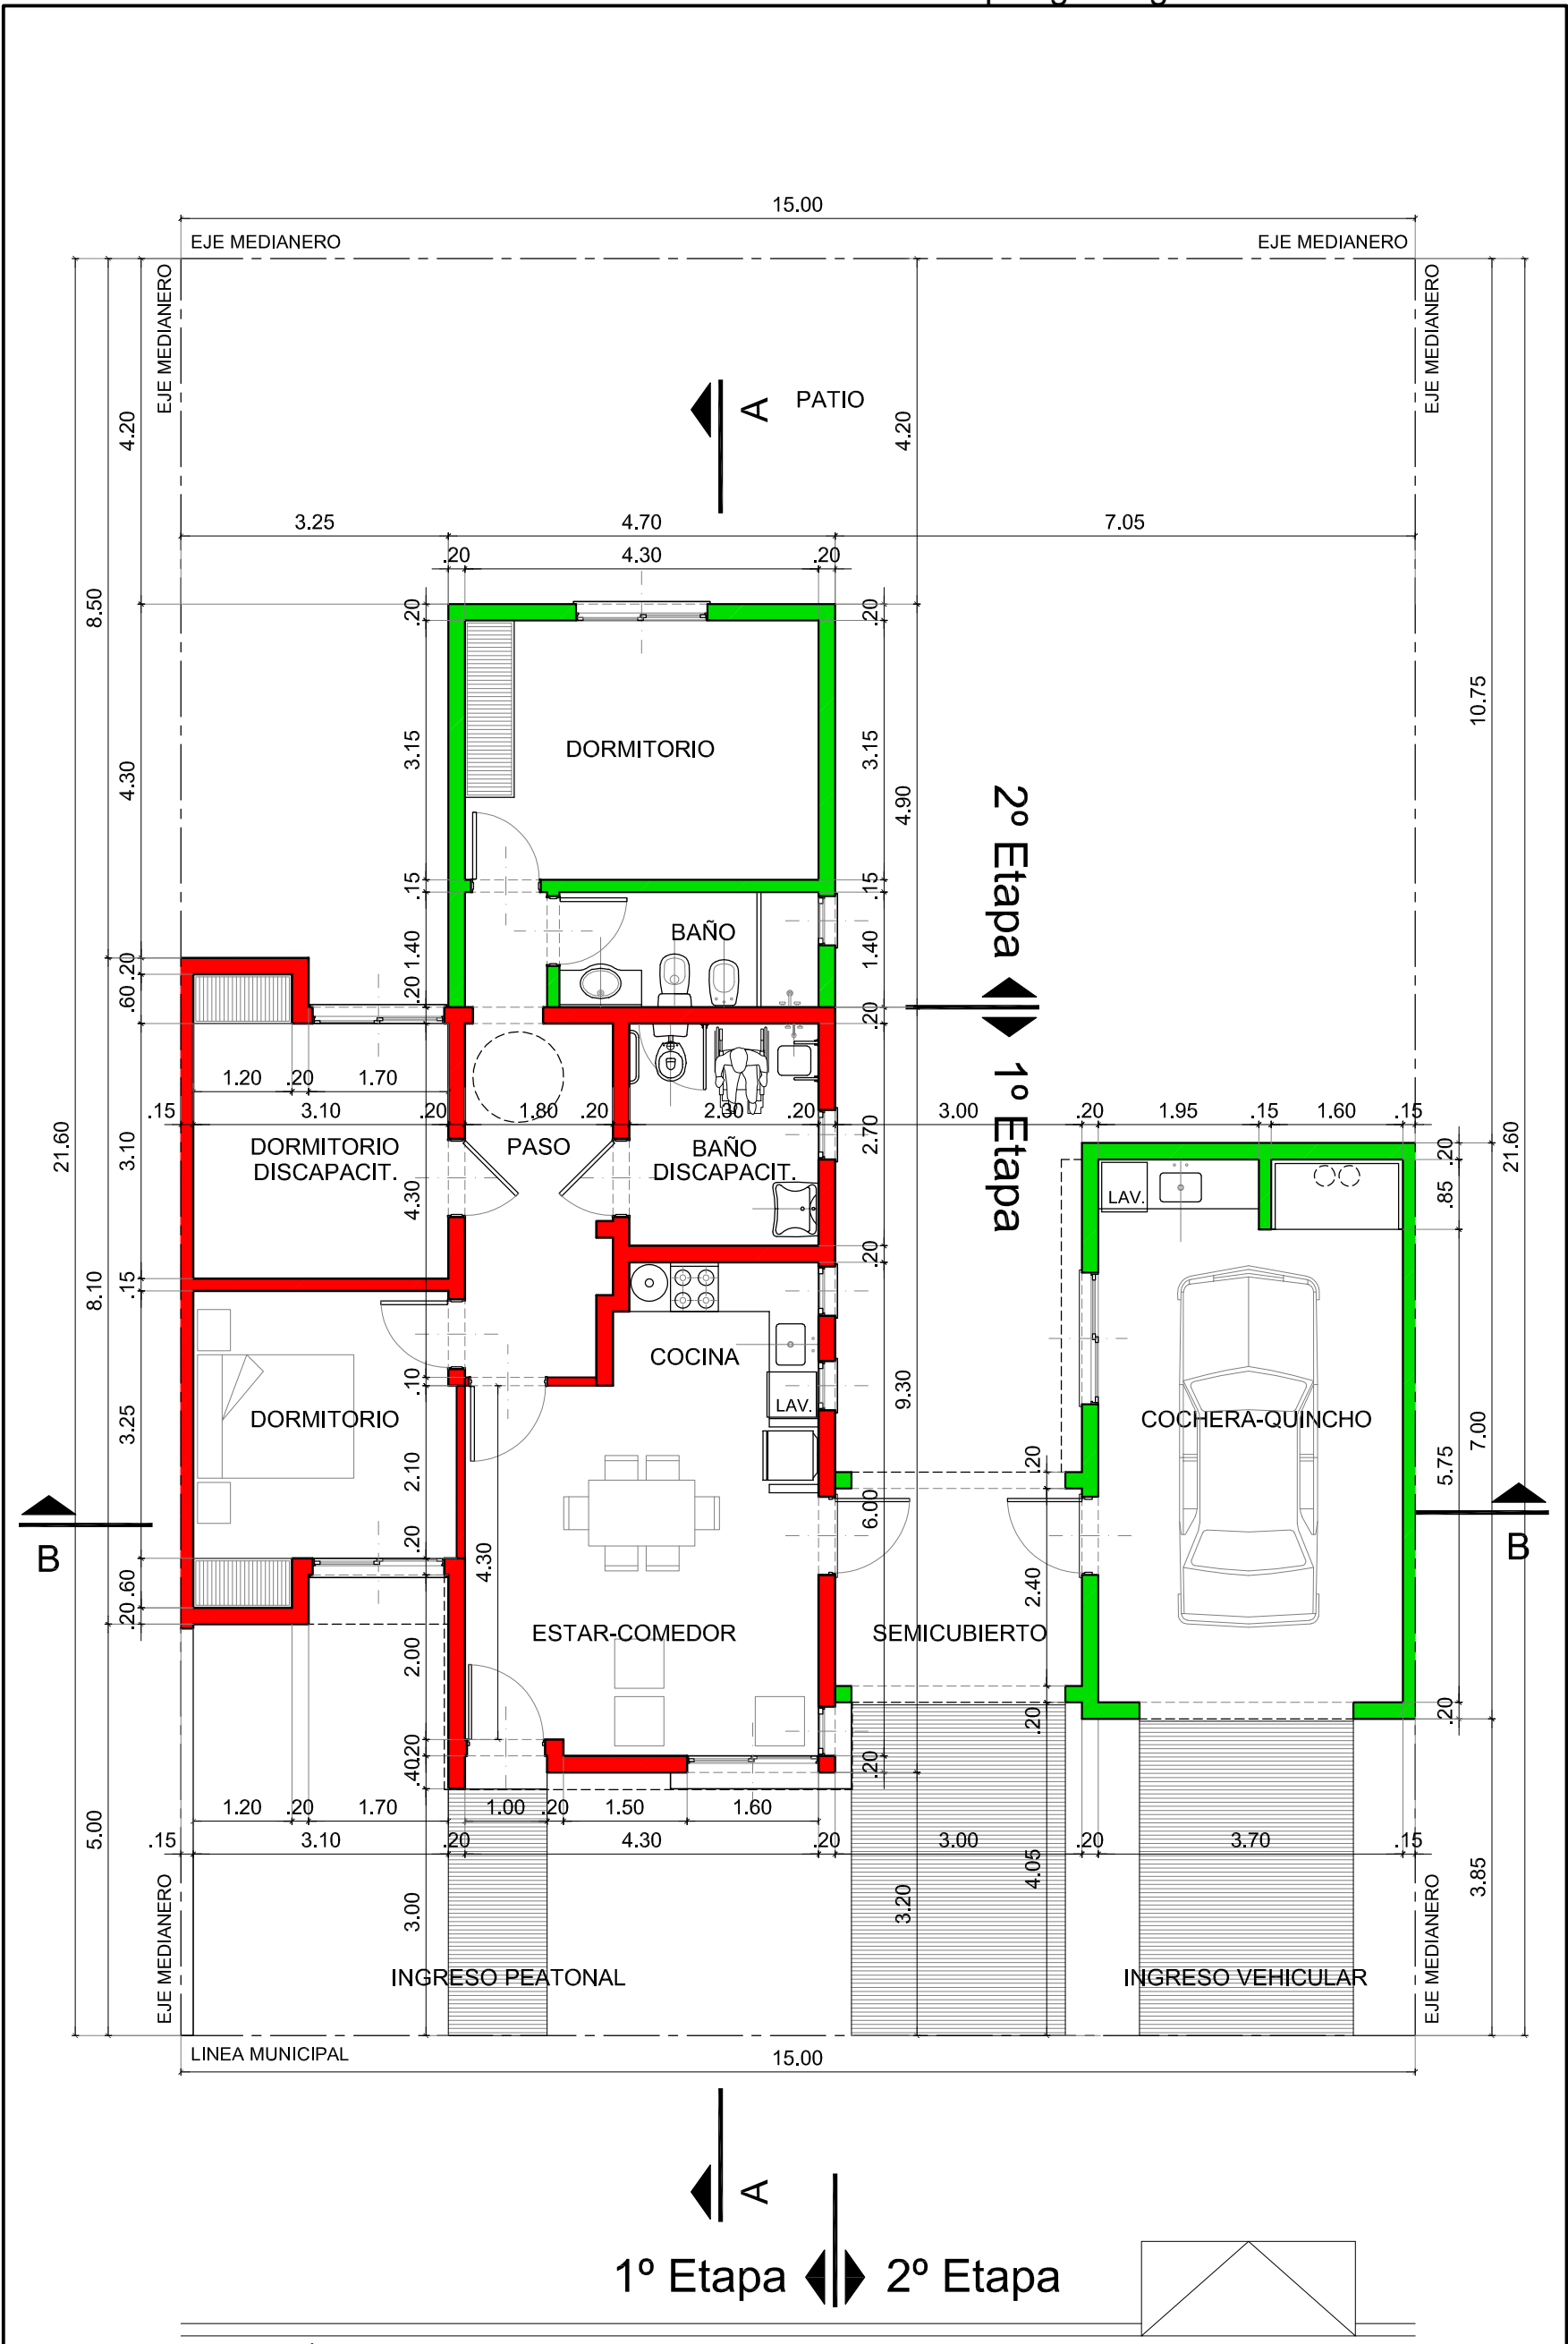 15.00
EJE MEDIANERO
EJE MEDIANERO
EJE MEDIANERO
EJE MEDIANERO
4.20
A
PATIO
4.20
3.25
4.70
7.05
.20
4.30
.20
8.50
.20
.20
10.75
4.30
3.15
DORMITORIO
3.15
4.90
2º Etapa
.15
.15
1.40
BAÑO
1.40
.20
.60
.20
.20
1º Etapa
1.20
.20
1.70
.15
3.10
.20
1.80
.20
2.30
.20
3.00
.20
1.95
.15
1.60
.15
21.60
3.10
DORMITORIO
DISCAPACIT.
PASO
BAÑO
DISCAPACIT.
2.70
.20
21.60
4.30
LAV.
.85
.20
8.10
.15
COCINA
.10
LAV.
9.30
3.25
DORMITORIO
COCHERA-QUINCHO
7.00
2.10
.20
5.75
B
.20
4.30
6.00
B
.60
2.40
.20
2.00
ESTAR-COMEDOR
SEMICUBIERTO
.20
.20
.20
.40
.20
1.20
.20
1.70
1.00
.20
1.50
1.60
5.00
.15
3.10
.20
4.30
.20
3.00
.20
3.70
.15
4.05
3.85
3.00
3.20
EJE MEDIANERO
EJE MEDIANERO
INGRESO PEATONAL
INGRESO VEHICULAR
LINEA MUNICIPAL
15.00
A
1º Etapa
2º Etapa